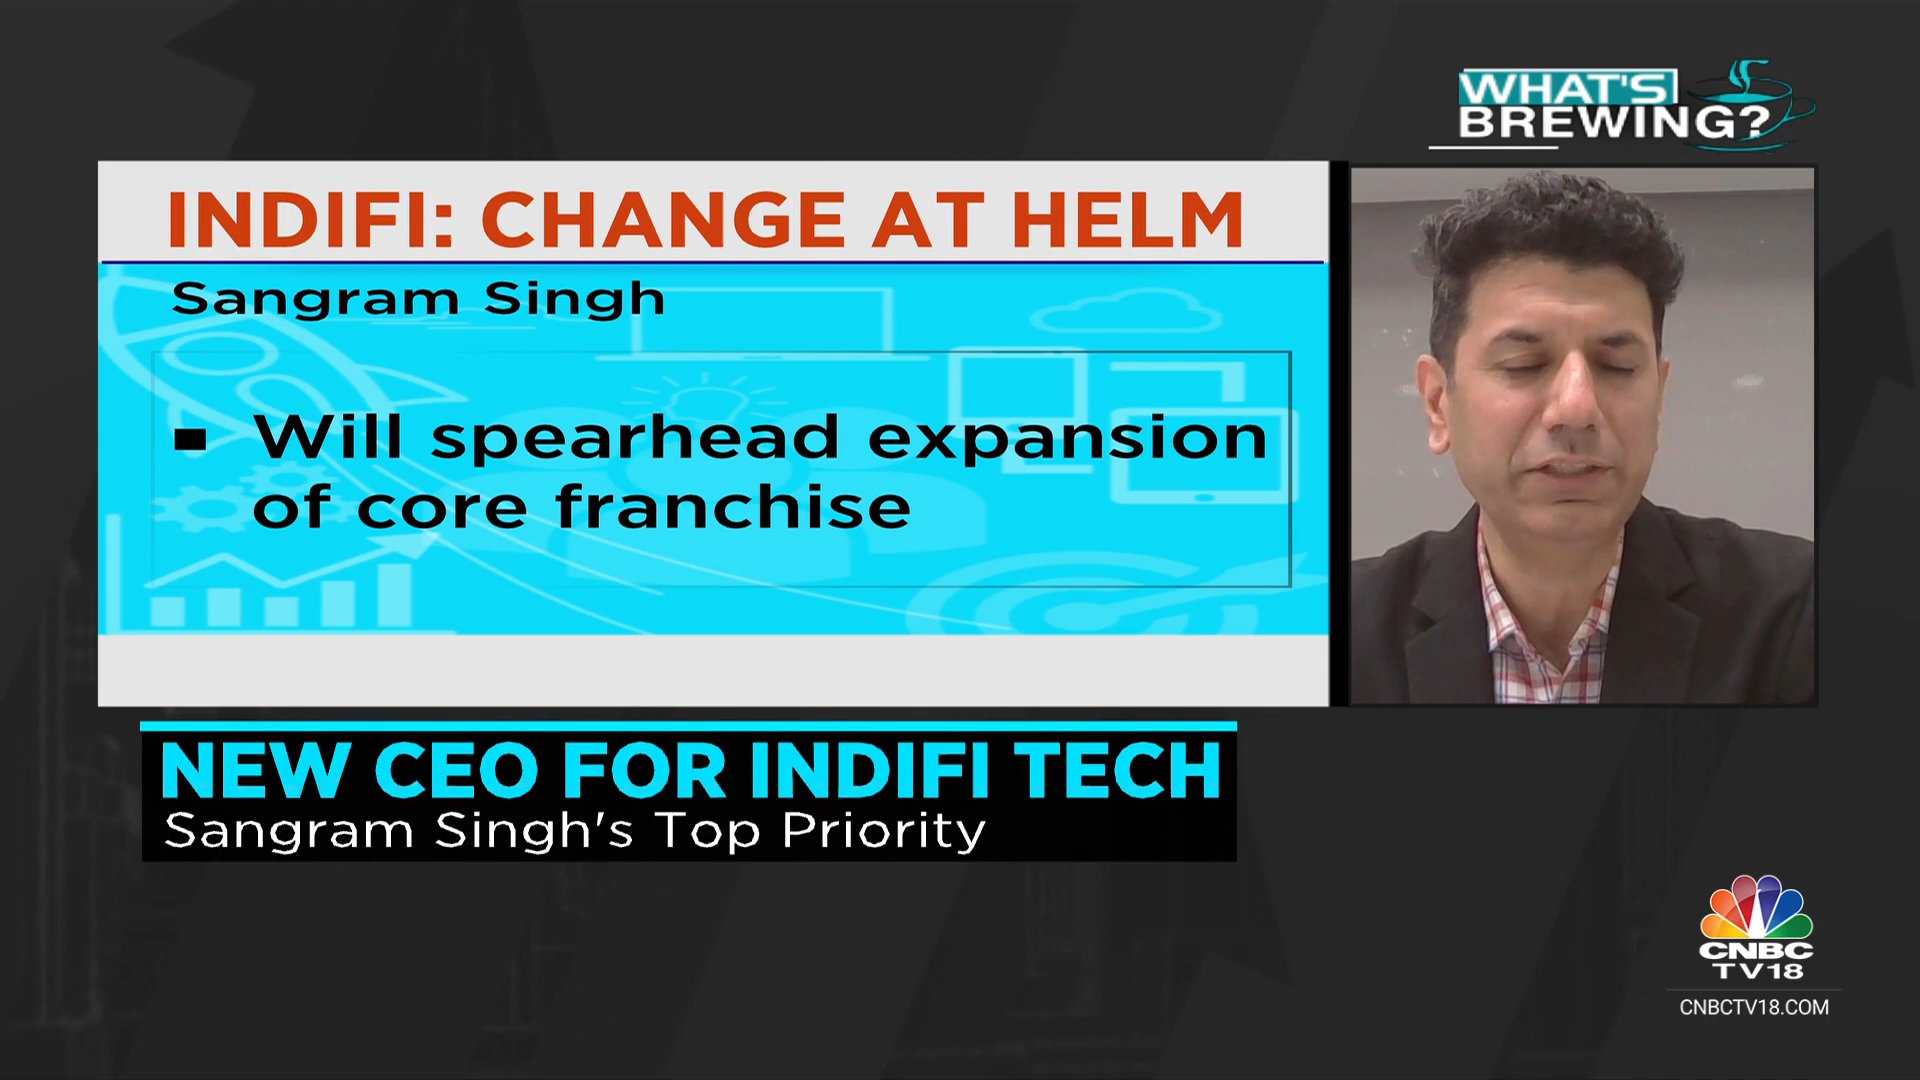 WHAT'S
BREWING?
INDIFI: CHANGE AT HELM
Sangram Singh
▪ Will spearhead expansion
of core franchise
NEW CEO FOR INDIFI TECH
Sangram Singh's Top Priority
CNBC
TV18
CNBCTV18.COM